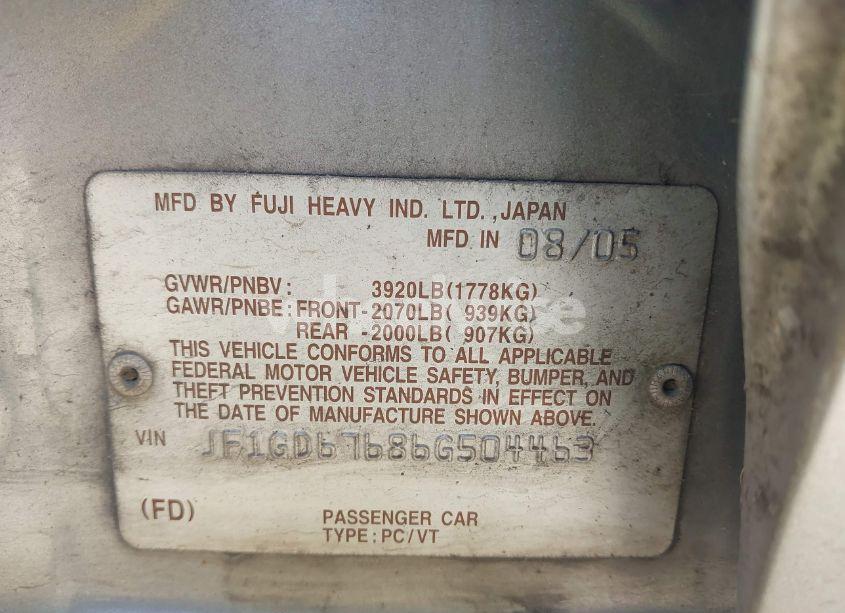 MFD BY FUJI HEAVY IND. LTD.,JAPAN
MFD IN 08/05
GVWR/PNBV: 3920LB(1778KG)
GAWR/PNBE: FRONT-2070LB( 939KG)
REAR -2000LB( 907KG)
THIS VEHICLE CONFORMS TO ALL APPLICABLE
FEDERAL MOTOR VEHICLE SAFETY, BUMPER, AND
THEFT PREVENTION STANDARDS IN EFFECT ON
THE DATE OF MANUFACTURE SHOWN ABOVE.
VIN JF1GD67686G504463
(FD) PASSENGER CAR
TYPE: PC/VT